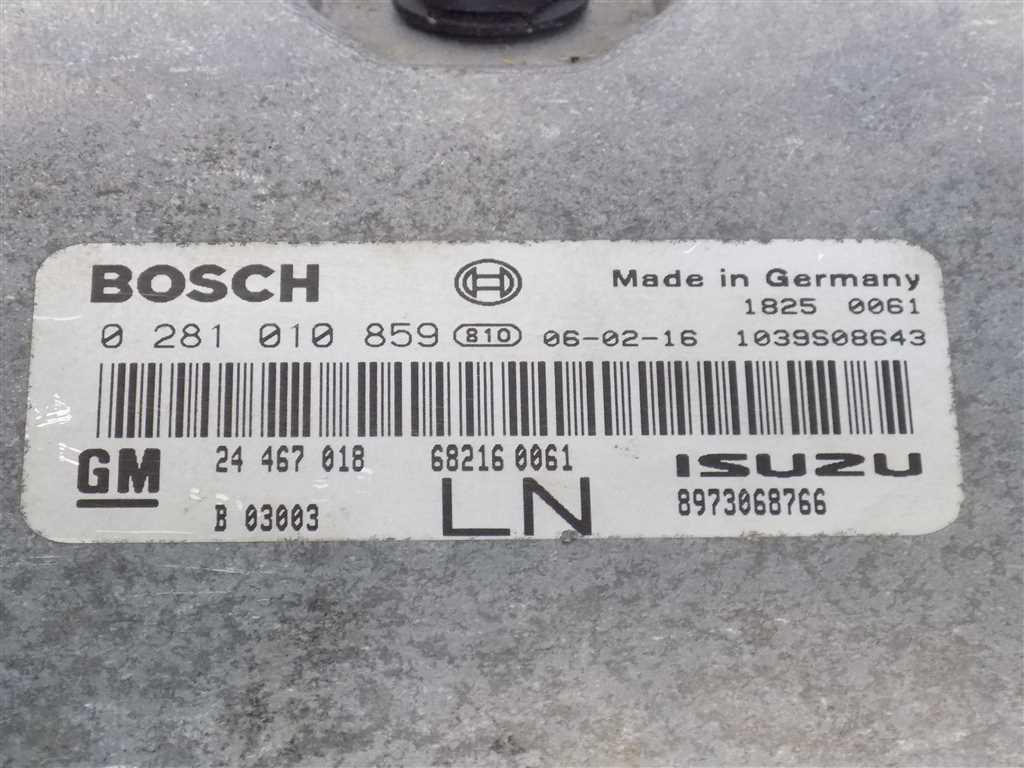 BOSCH Made in Germany
1825 0061
0 281 010 859 810 06-02-16 1039S08643
GM 24 467 018 68216 0061 ISUZU
B 03003 LN 8973068766